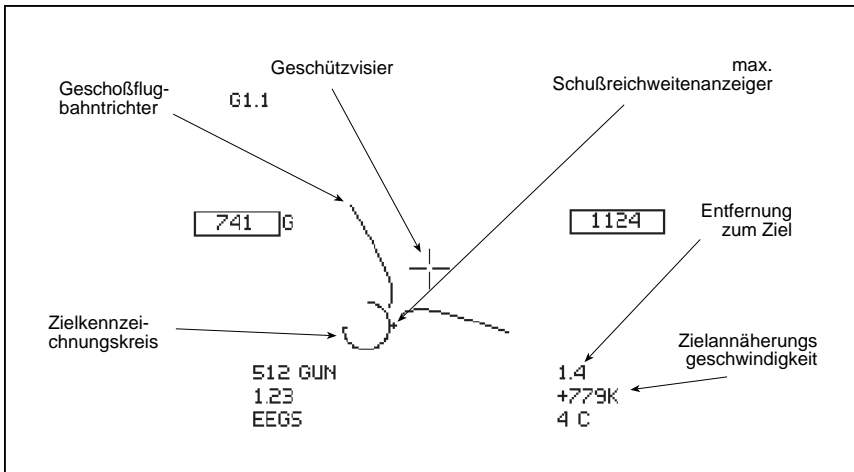 max.
Geschützvisier
Schußreichweitenanzeiger
Geschoßflug-
bahntrichter
G1.1
741 G
1124
Entfernung
zum Ziel
Zielkennzei-
chnungskreis
Zielannäherungs
geschwindigkeit
512 GUN
1.23
EEGS
1.4
+779K
4 C